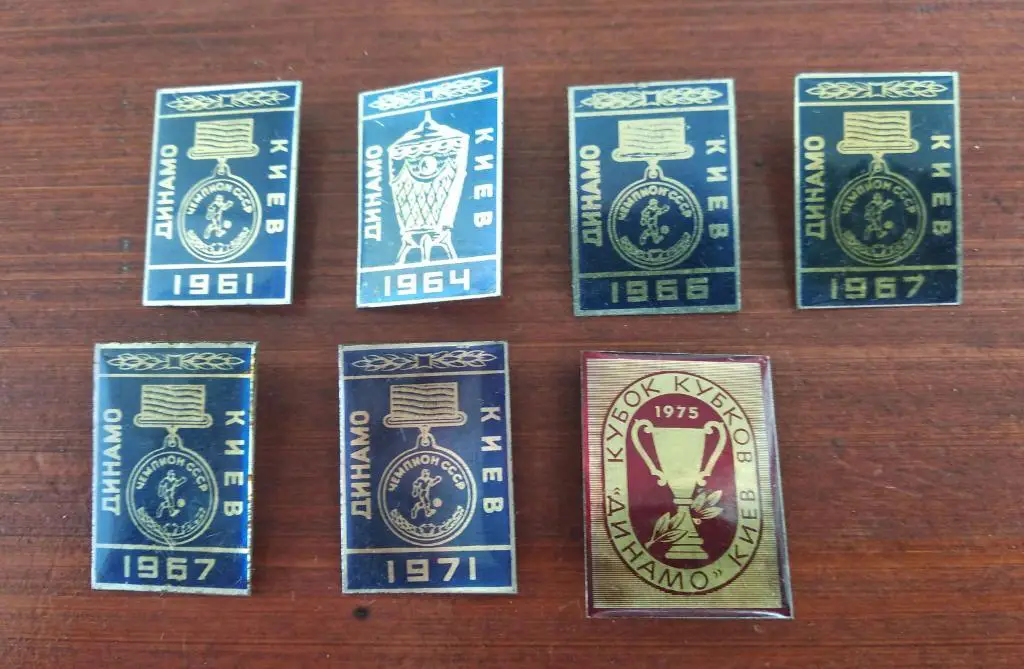 ДИНАМО
КИЕВ
ЧЕМПИОН СССР
1961
ДИНАМО
КИЕВ
1964
ДИНАМО
КИЕВ
ЧЕМПИОН СССР
1966
ДИНАМО
КИЕВ
ЧЕМПИОН СССР
1967
ДИНАМО
КИЕВ
ЧЕМПИОН СССР
1967
ДИНАМО
КИЕВ
ЧЕМПИОН СССР
1971
КУБОК КУБКОВ
1975
"ДИНАМО" КИЕВ